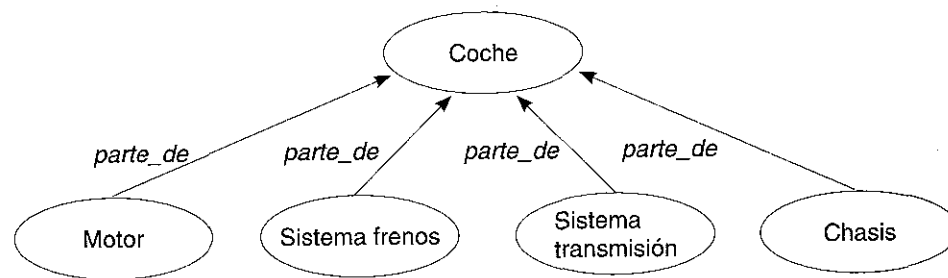 Coche
parte_de parte_de parte_de parte_de
Motor Sistema frenos Sistema
transmisión Chasis